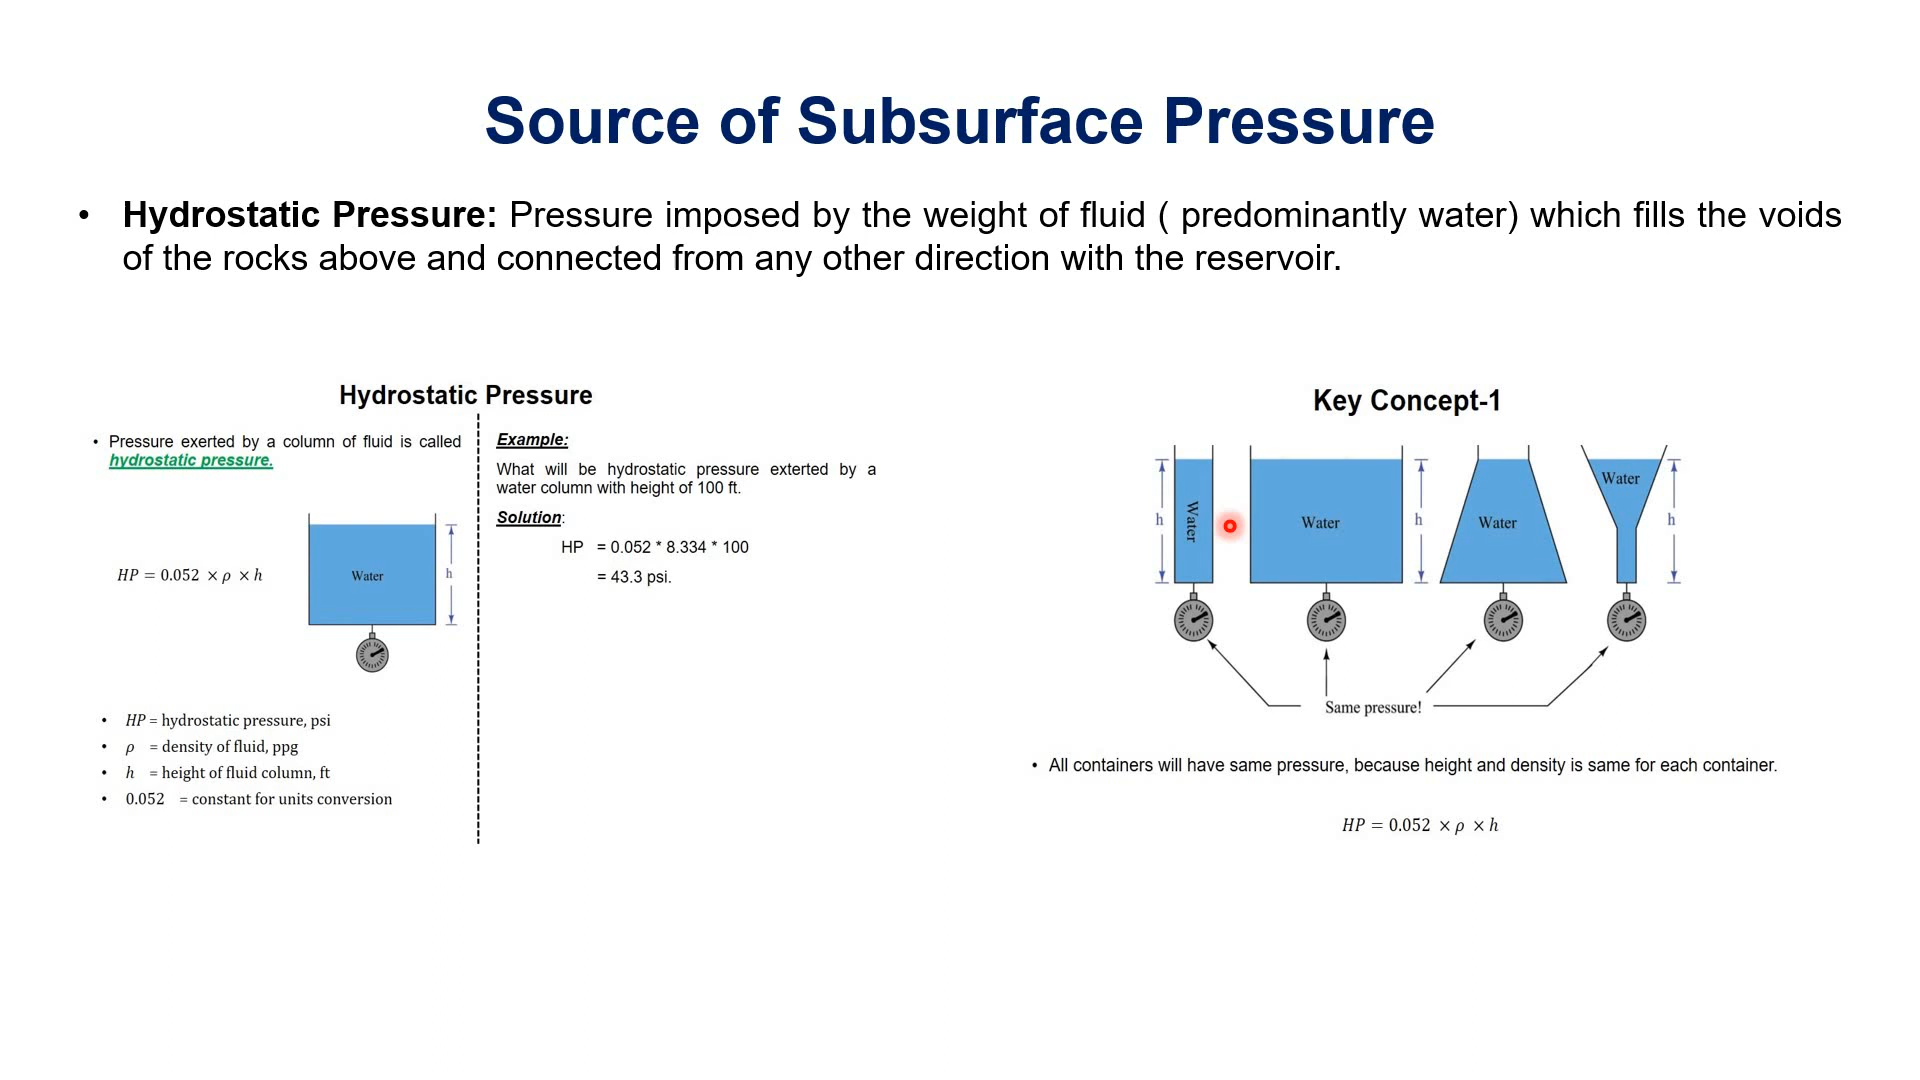 Source of Subsurface Pressure
• Hydrostatic Pressure: Pressure imposed by the weight of fluid ( predominantly water) which fills the voids
of the rocks above and connected from any other direction with the reservoir.
Hydrostatic Pressure
• Pressure exerted by a column of fluid is called
hydrostatic pressure.
HP = 0.052 × ρ × h
Water
h
• HP = hydrostatic pressure, psi
• ρ = density of fluid, ppg
• h = height of fluid column, ft
• 0.052 = constant for units conversion
Example:
What will be hydrostatic pressure exterted by a
water column with height of 100 ft.
Solution:
HP = 0.052 * 8.334 * 100
= 43.3 psi.
Key Concept-1
h
Water
Water
h
Water
Water
h
Same pressure!
• All containers will have same pressure, because height and density is same for each container.
HP = 0.052 × ρ × h